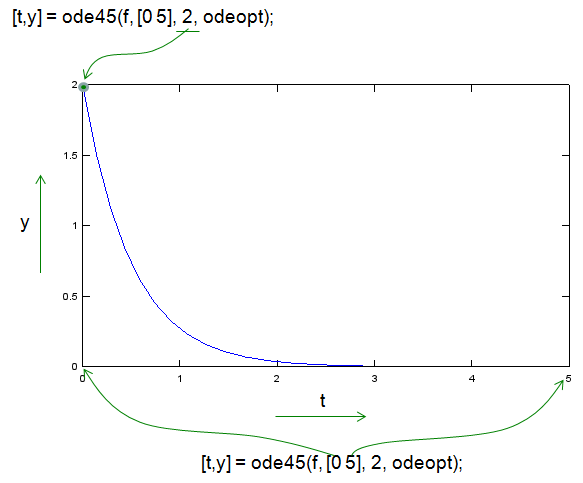 [t,y] = ode45(f, [0 5], 2, odeopt);
2
1.5
1
0.5
0
y
0 1 2 3 4 5
t
[t,y] = ode45(f, [0 5], 2, odeopt);